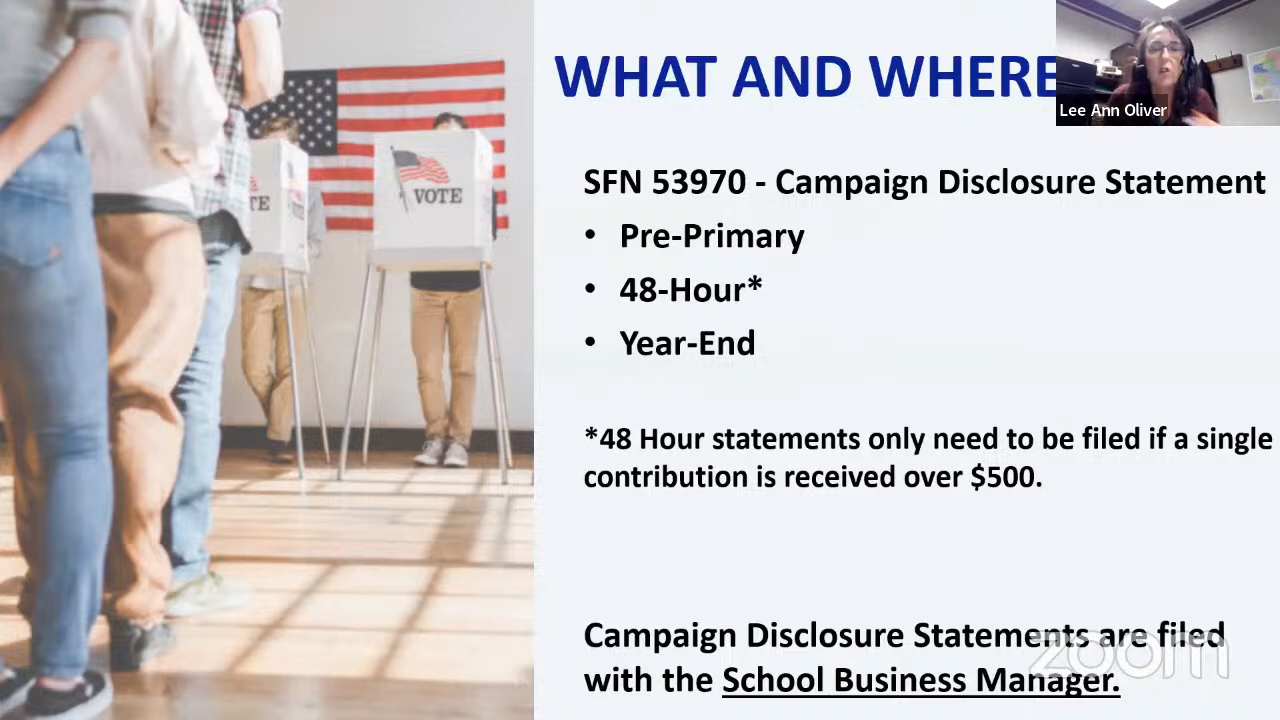 WHAT AND WHERE
Lee Ann Oliver
SFN 53970 - Campaign Disclosure Statement
• Pre-Primary
• 48-Hour*
• Year-End
*48 Hour statements only need to be filed if a single
contribution is received over $500.
Campaign Disclosure Statements are filed
with the School Business Manager.
zoom
TE
VOTE